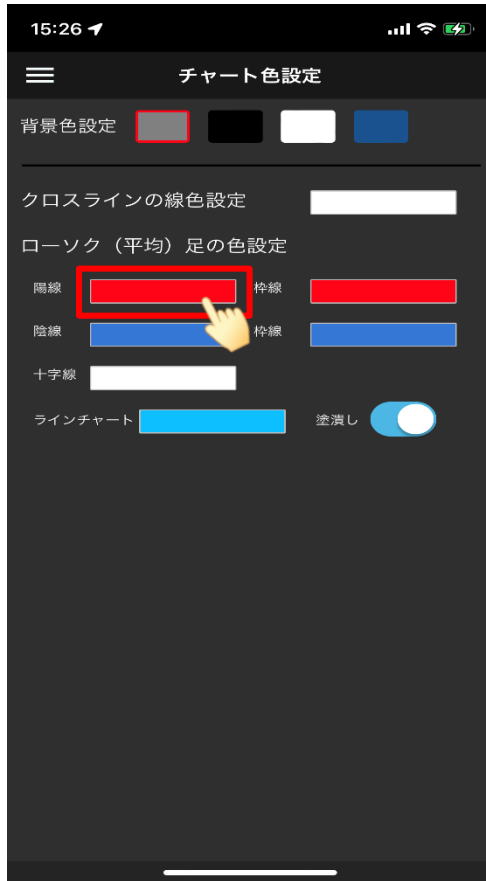 15:26
チャート色設定
背景色設定
クロスラインの線色設定
ローソク（平均）足の色設定
陽線 枠線
陰線 枠線
十字線
ラインチャート 塗潰し